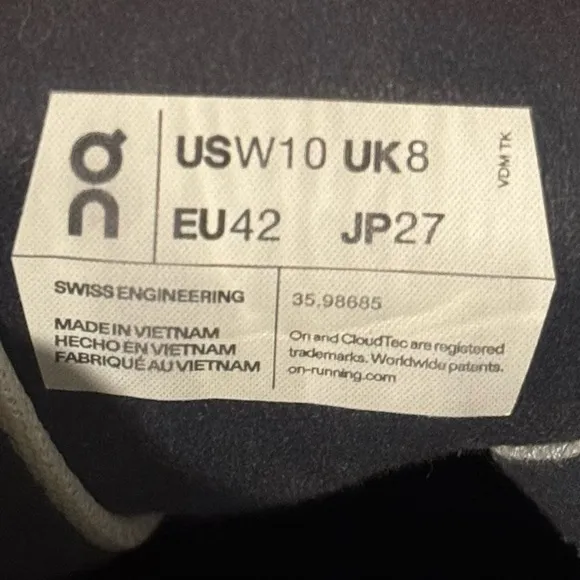 USW10 UK8
EU42 JP27
VDM TK
SWISS ENGINEERING
MADE IN VIETNAM
HECHO EN VIETNAM
FABRIQUÉ AU VIETNAM
35.98685
On and CloudTec are registered
trademarks. Worldwide patents.
on-running.com